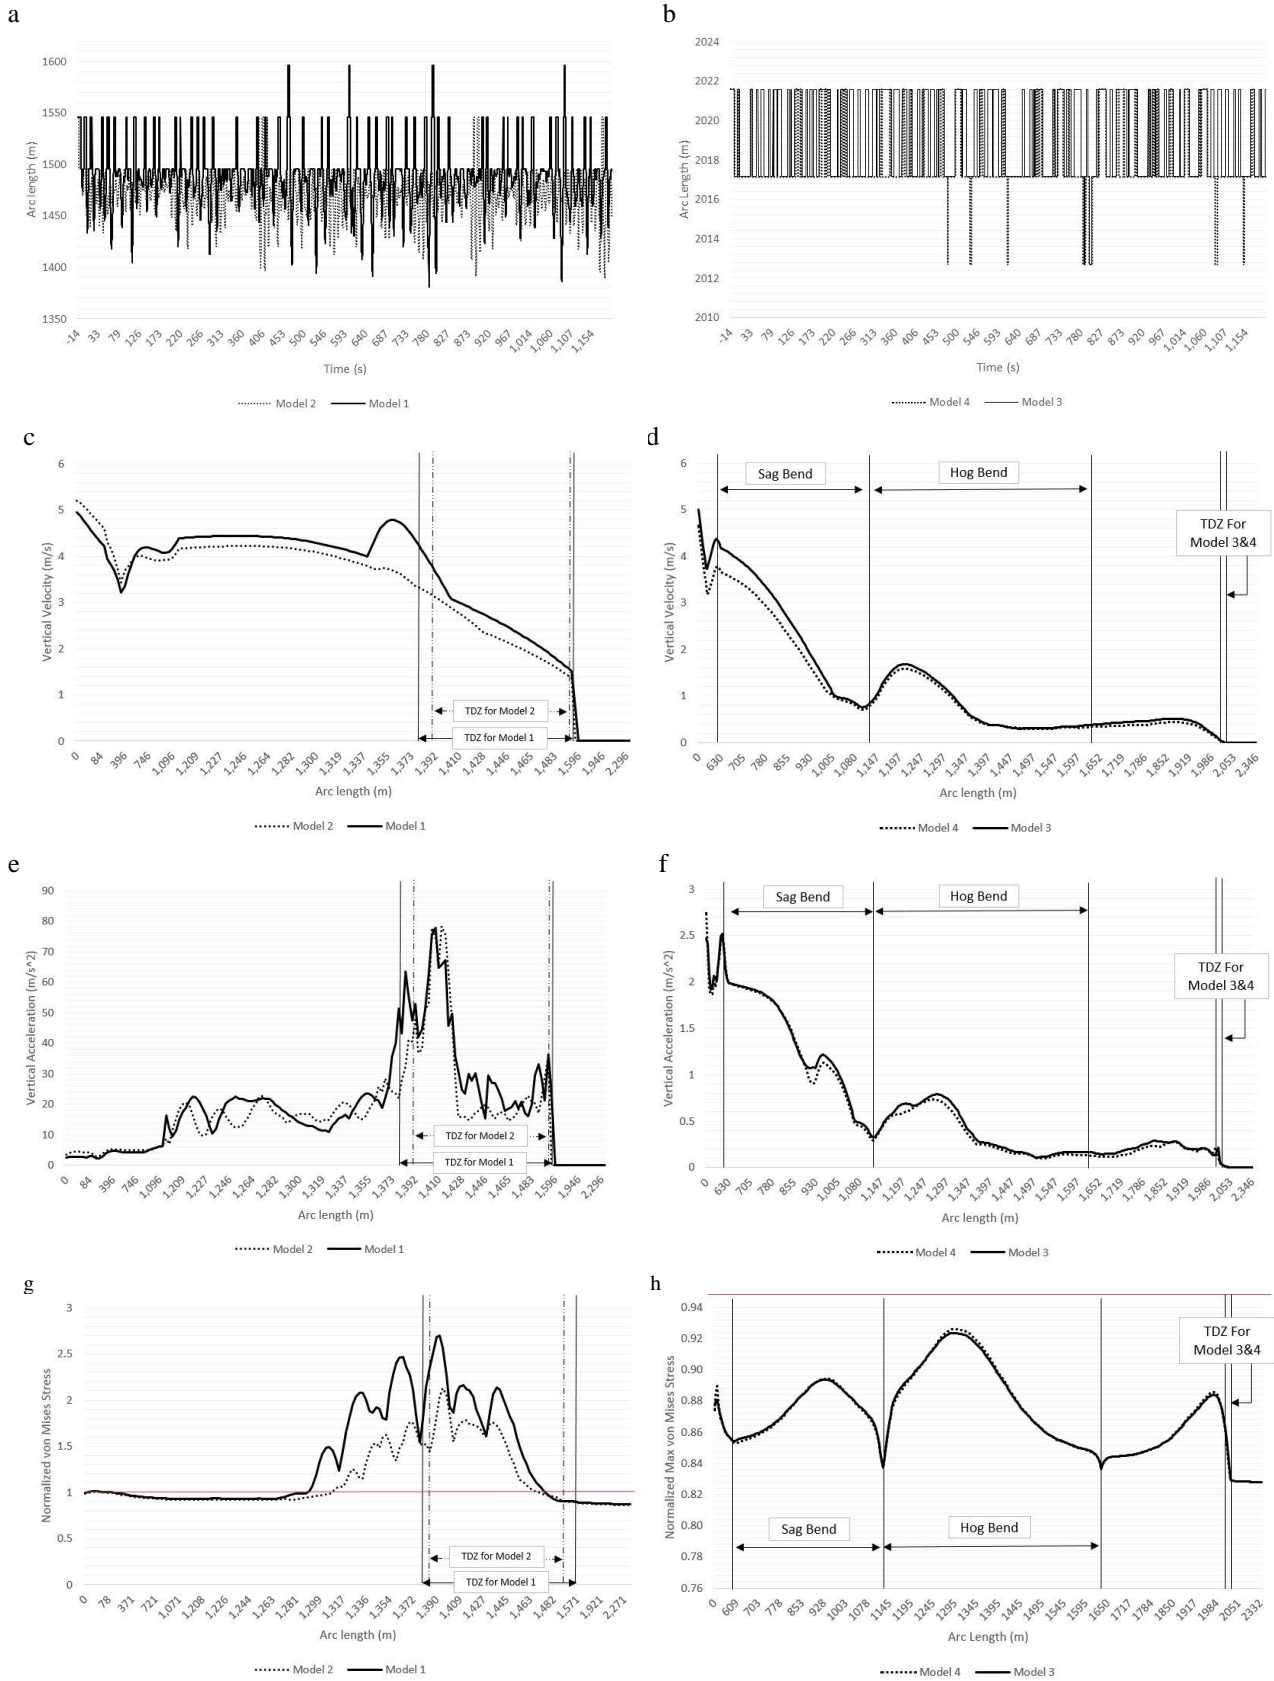 a
1600
1550
1500
1450
1400
1350
Arc length (m)
-14 33 79 126 173 220 266 313 360 406 453 500 546 593 640 687 733 780 827 873 920 967 1,014 1,060 1,107 1,154
Time (s)
Model 2 Model 1
b
2024
2022
2020
2018
2016
2014
2012
2010
Arc Length (m)
-14 33 79 126 173 220 266 313 360 406 453 500 546 593 640 687 733 780 827 873 920 967 1,014 1,060 1,107 1,154
Time (s)
Model 4 Model 3
c
6
5
4
3
2
1
0
Vertical Velocity (m/s)
TDZ for Model 2
TDZ for Model 1
0 84 396 746 1,096 1,209 1,227 1,246 1,264 1,282 1,300 1,319 1,337 1,355 1,373 1,392 1,410 1,428 1,446 1,465 1,483 1,596 1,946 2,296
Arc length (m)
Model 2 Model 1
d
6
5
4
3
2
1
0
Vertical Velocity (m/s)
Sag Bend
Hog Bend
TDZ For
Model 3&4
0 630 705 780 855 930 1,005 1,080 1,147 1,197 1,247 1,297 1,347 1,397 1,447 1,497 1,547 1,597 1,652 1,719 1,786 1,852 1,919 1,986 2,053 2,346
Arc length (m)
Model 4 Model 3
e
90
80
70
60
50
40
30
20
10
0
Vertical Acceleration (m/s^2)
TDZ for Model 2
TDZ for Model 1
0 84 396 746 1,096 1,209 1,227 1,246 1,264 1,282 1,300 1,319 1,337 1,355 1,373 1,392 1,410 1,428 1,446 1,465 1,483 1,596 1,946 2,296
Arc length (m)
Model 2 Model 1
f
3
2.5
2
1.5
1
0.5
0
Vertical Acceleration (m/s^2)
Sag Bend
Hog Bend
TDZ For
Model 3&4
0 630 705 780 855 930 1,005 1,080 1,147 1,197 1,247 1,297 1,347 1,397 1,447 1,497 1,547 1,597 1,652 1,719 1,786 1,852 1,919 1,986 2,053 2,346
Arc length (m)
Model 4 Model 3
g
3
2.5
2
1.5
1
0.5
0
Normalized von Mises Stress
TDZ for Model 2
TDZ for Model 1
0 78 371 721 1,071 1,208 1,226 1,244 1,263 1,281 1,299 1,317 1,336 1,354 1,372 1,390 1,409 1,427 1,445 1,463 1,482 1,571 1,921 2,271
Arc length (m)
Model 2 Model 1
h
0.94
0.92
0.90
0.88
0.86
0.84
0.82
0.80
0.78
0.76
Normalized Max von Mises Stress
TDZ For
Model 3&4
Sag Bend
Hog Bend
0 609 703 778 853 928 1003 1078 1145 1195 1245 1295 1345 1395 1445 1495 1545 1595 1650 1717 1784 1850 1917 1984 2051 2332
Arc Length (m)
Model 4 Model 3